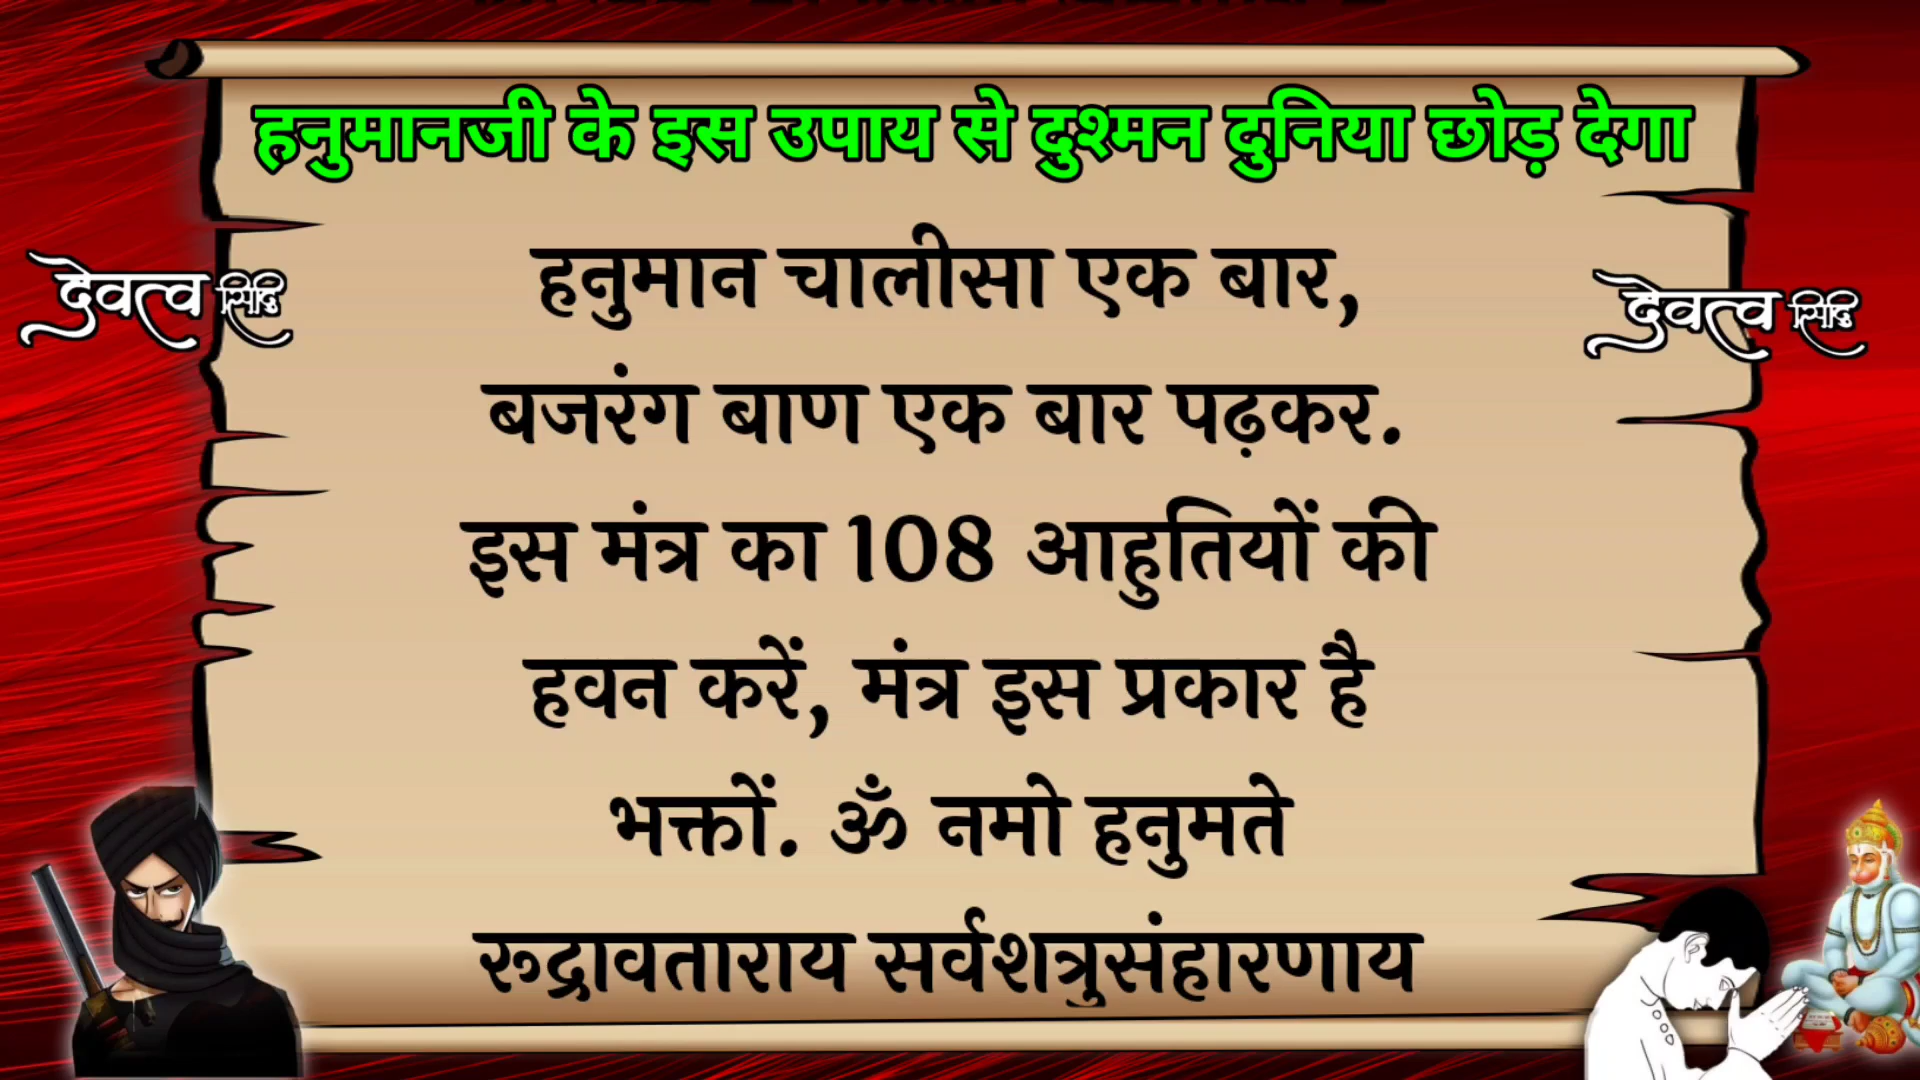 हनुमानजी के इस उपाय से दुश्मन दुनिया छोड़ देगा
देवत्व सिद्धि
देवत्व सिद्धि
हनुमान चालीसा एक बार,
बजरंग बाण एक बार पढ़कर.
इस मंत्र का 108 आहुतियों की
हवन करें, मंत्र इस प्रकार है
भक्तों. ॐ नमो हनुमते
रुद्रावताराय सर्वशत्रुसंहारणाय